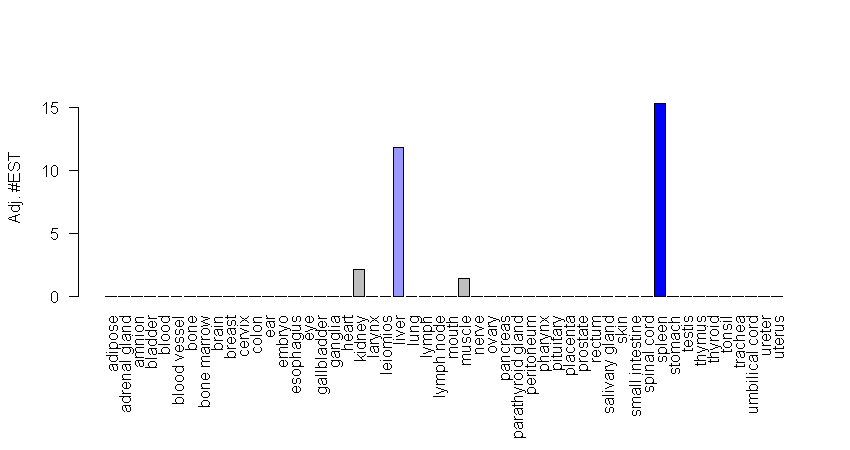 Adj. #EST
15
10
5
0
adipose
adrenal gland
amnion
bladder
blood
blood vessel
bone
bone marrow
brain
breast
cervix
colon
ear
embryo
esophagus
eye
gallbladder
ganglia
heart
kidney
larynx
leiomios
liver
lung
lymph
lymph node
mouth
muscle
nerve
ovary
pancreas
parathyroid gland
peritoneum
pharynx
pituitary
placenta
prostate
rectum
salivary gland
skin
small intestine
spinal cord
spleen
stomach
testis
thymus
thyroid
tonsil
trachea
umbilical cord
ureter
uterus